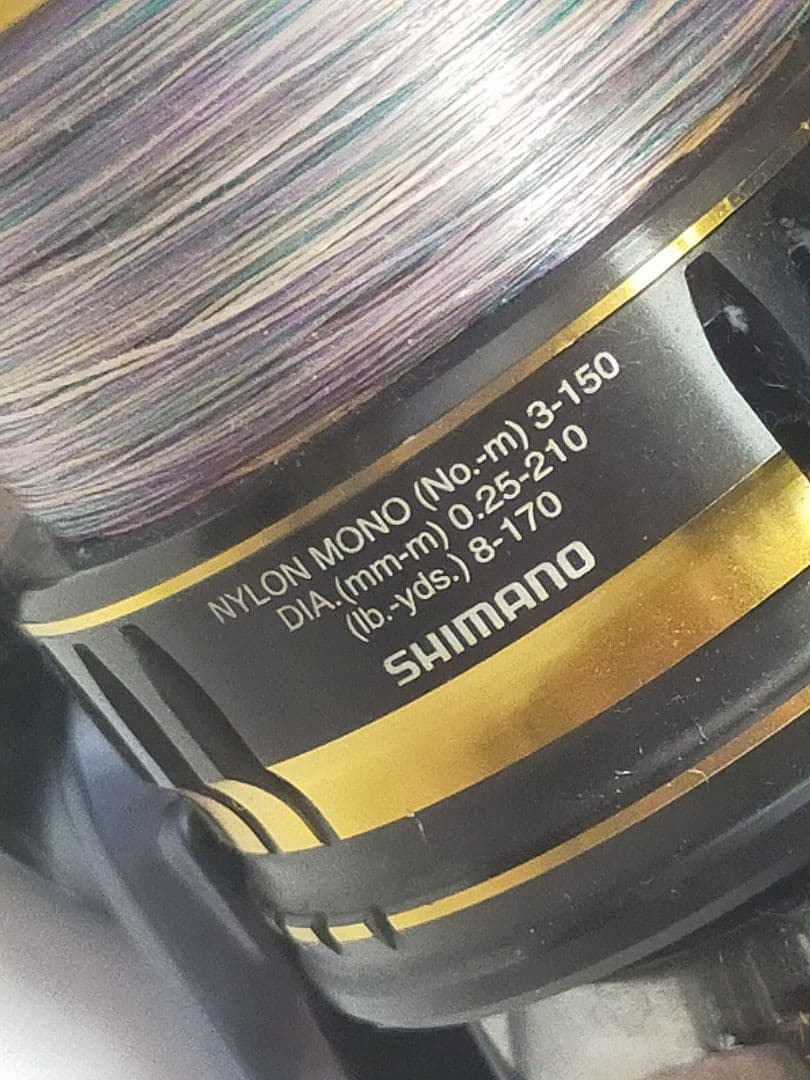 NYLON MONO (No.-m) 3-150
DIA.(mm-m) 0.25-210
(lb.-yds.) 8-170
SHIMANO